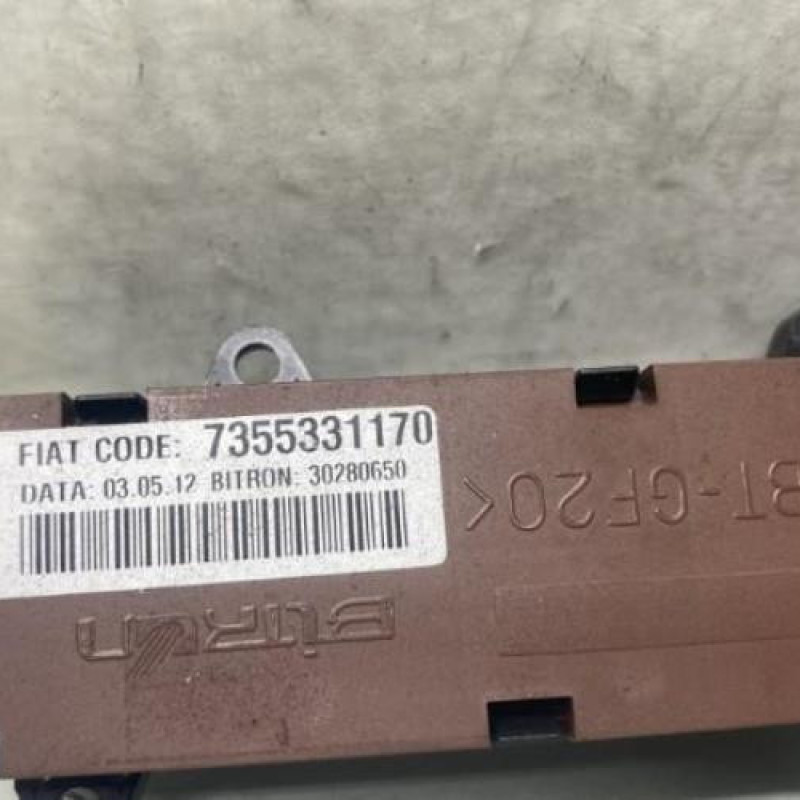 FIAT CODE: 7355331170
DATA: 03.05.12 BITRON: 30280650
BT-GF20<
BITRON